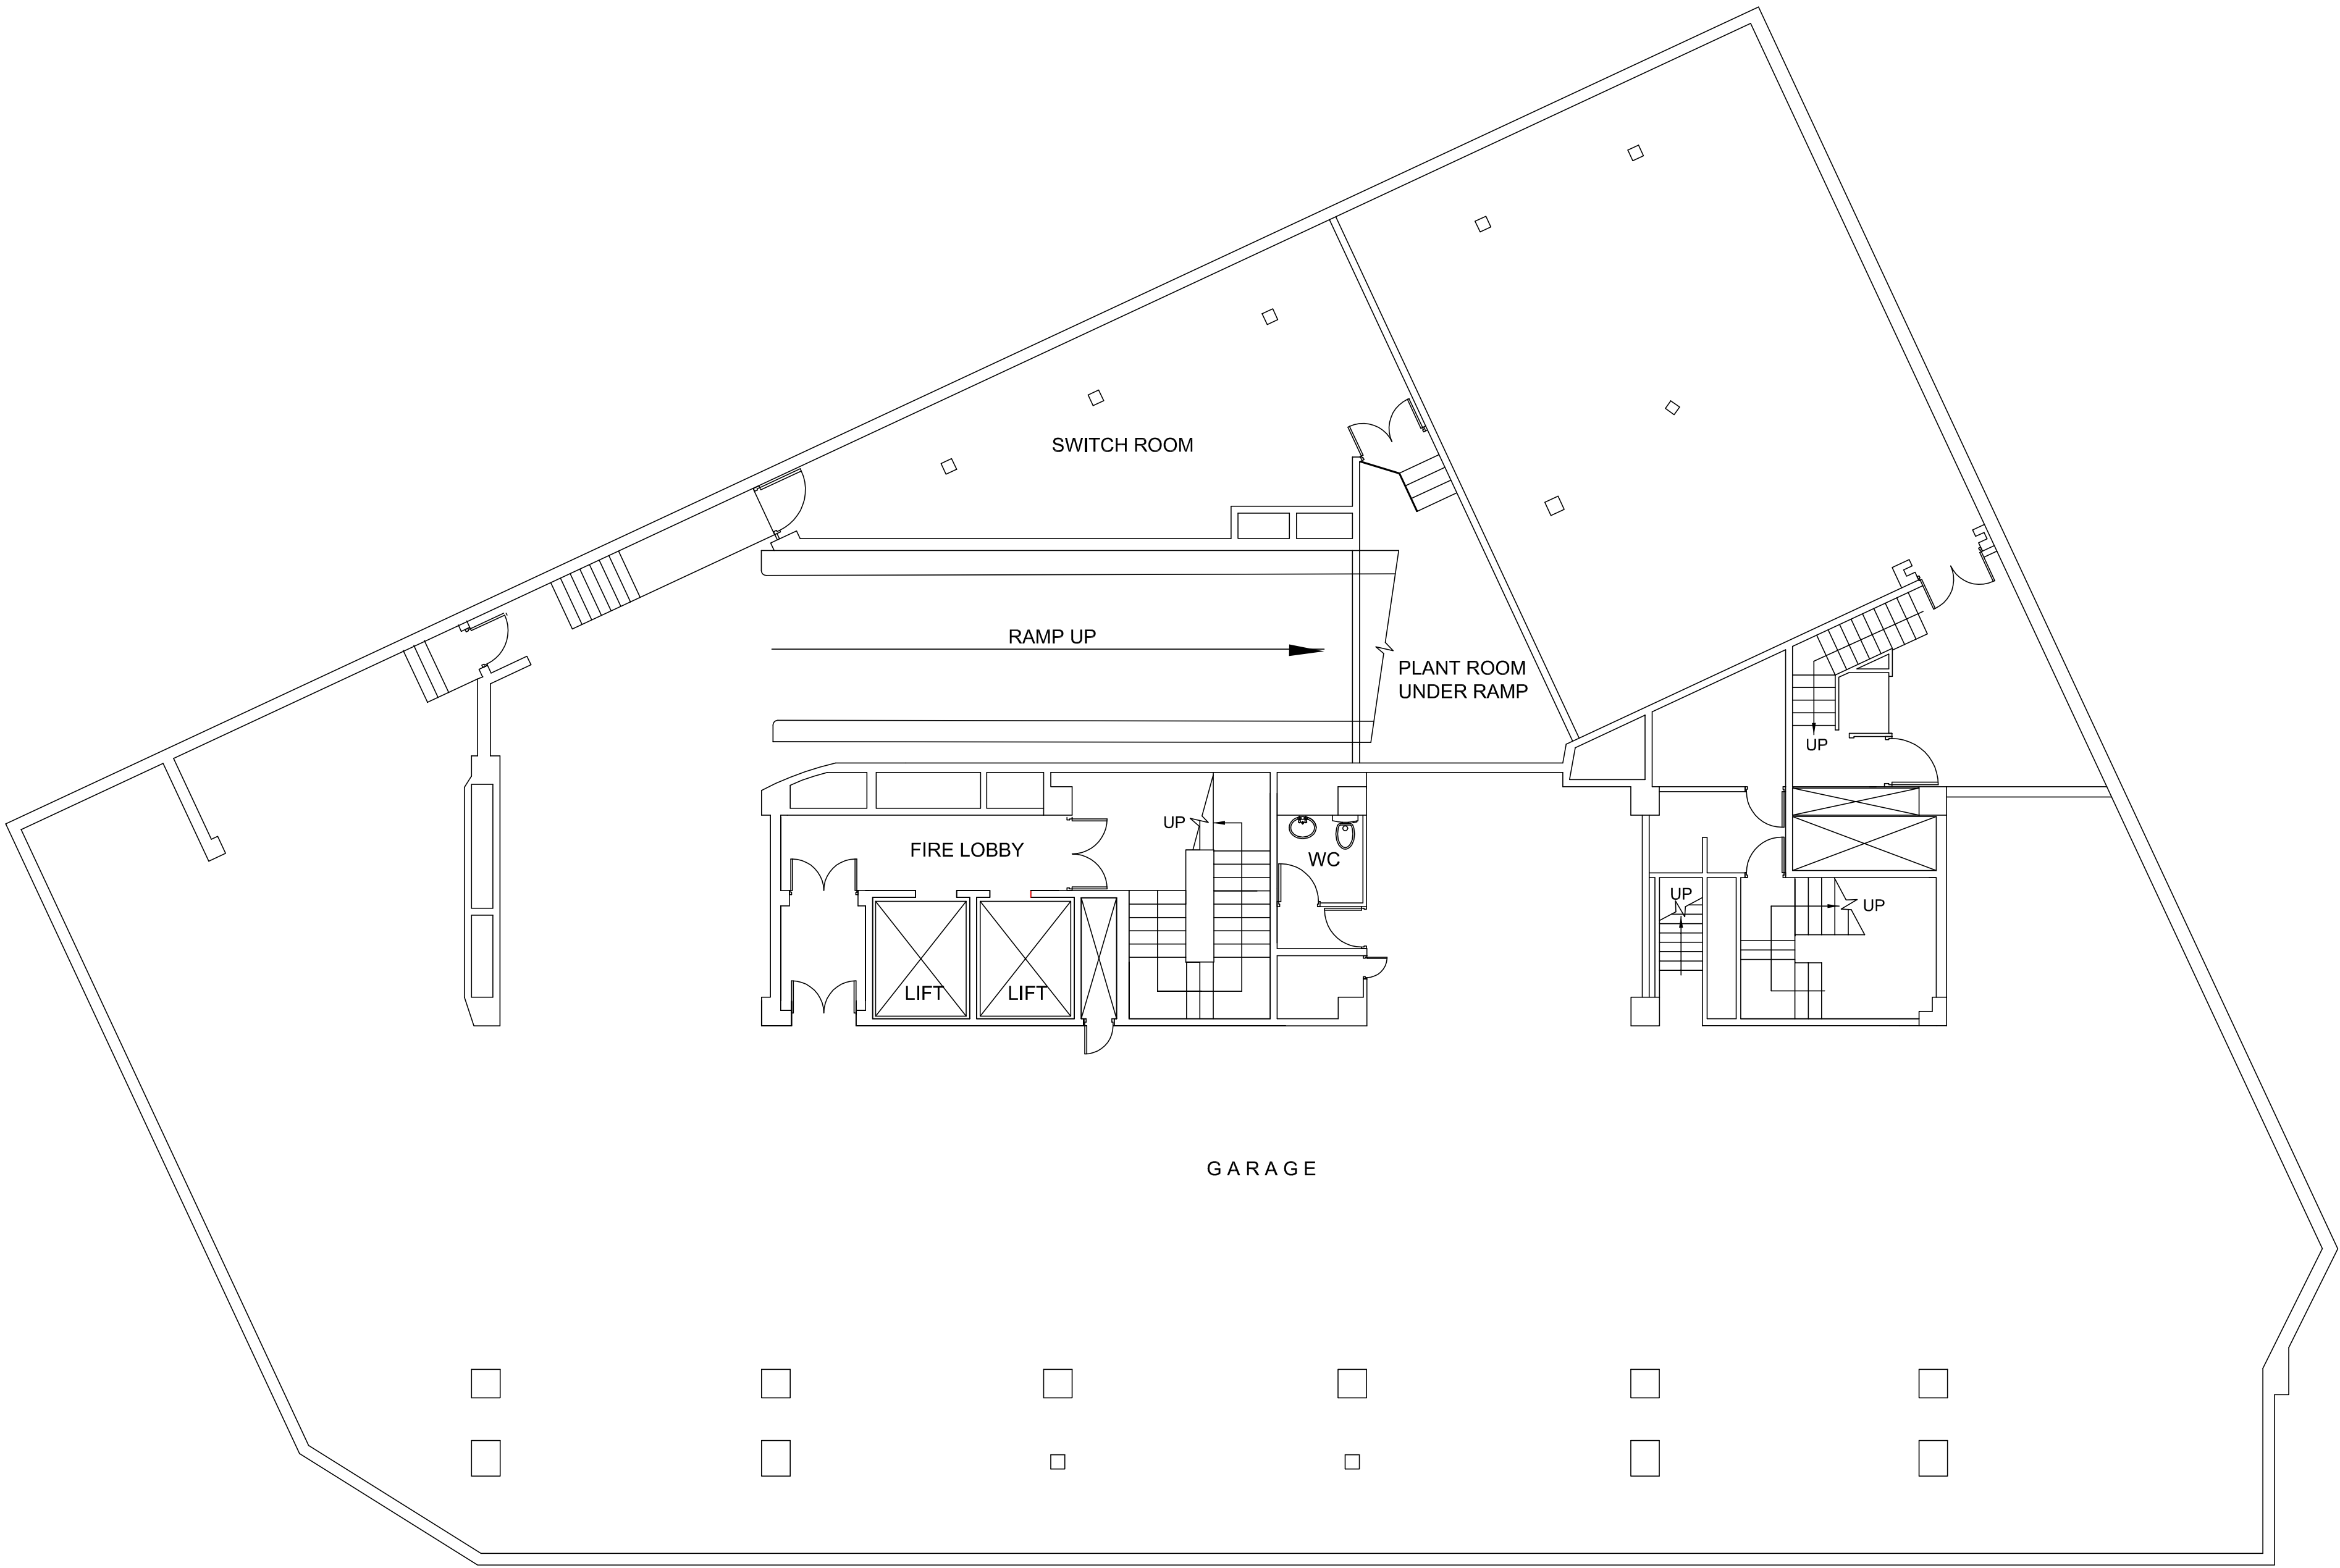 SWITCH ROOM
RAMP UP
PLANT ROOM
UNDER RAMP
UP
UP
FIRE LOBBY
WC
UP
UP
LIFT
LIFT
GARAGE